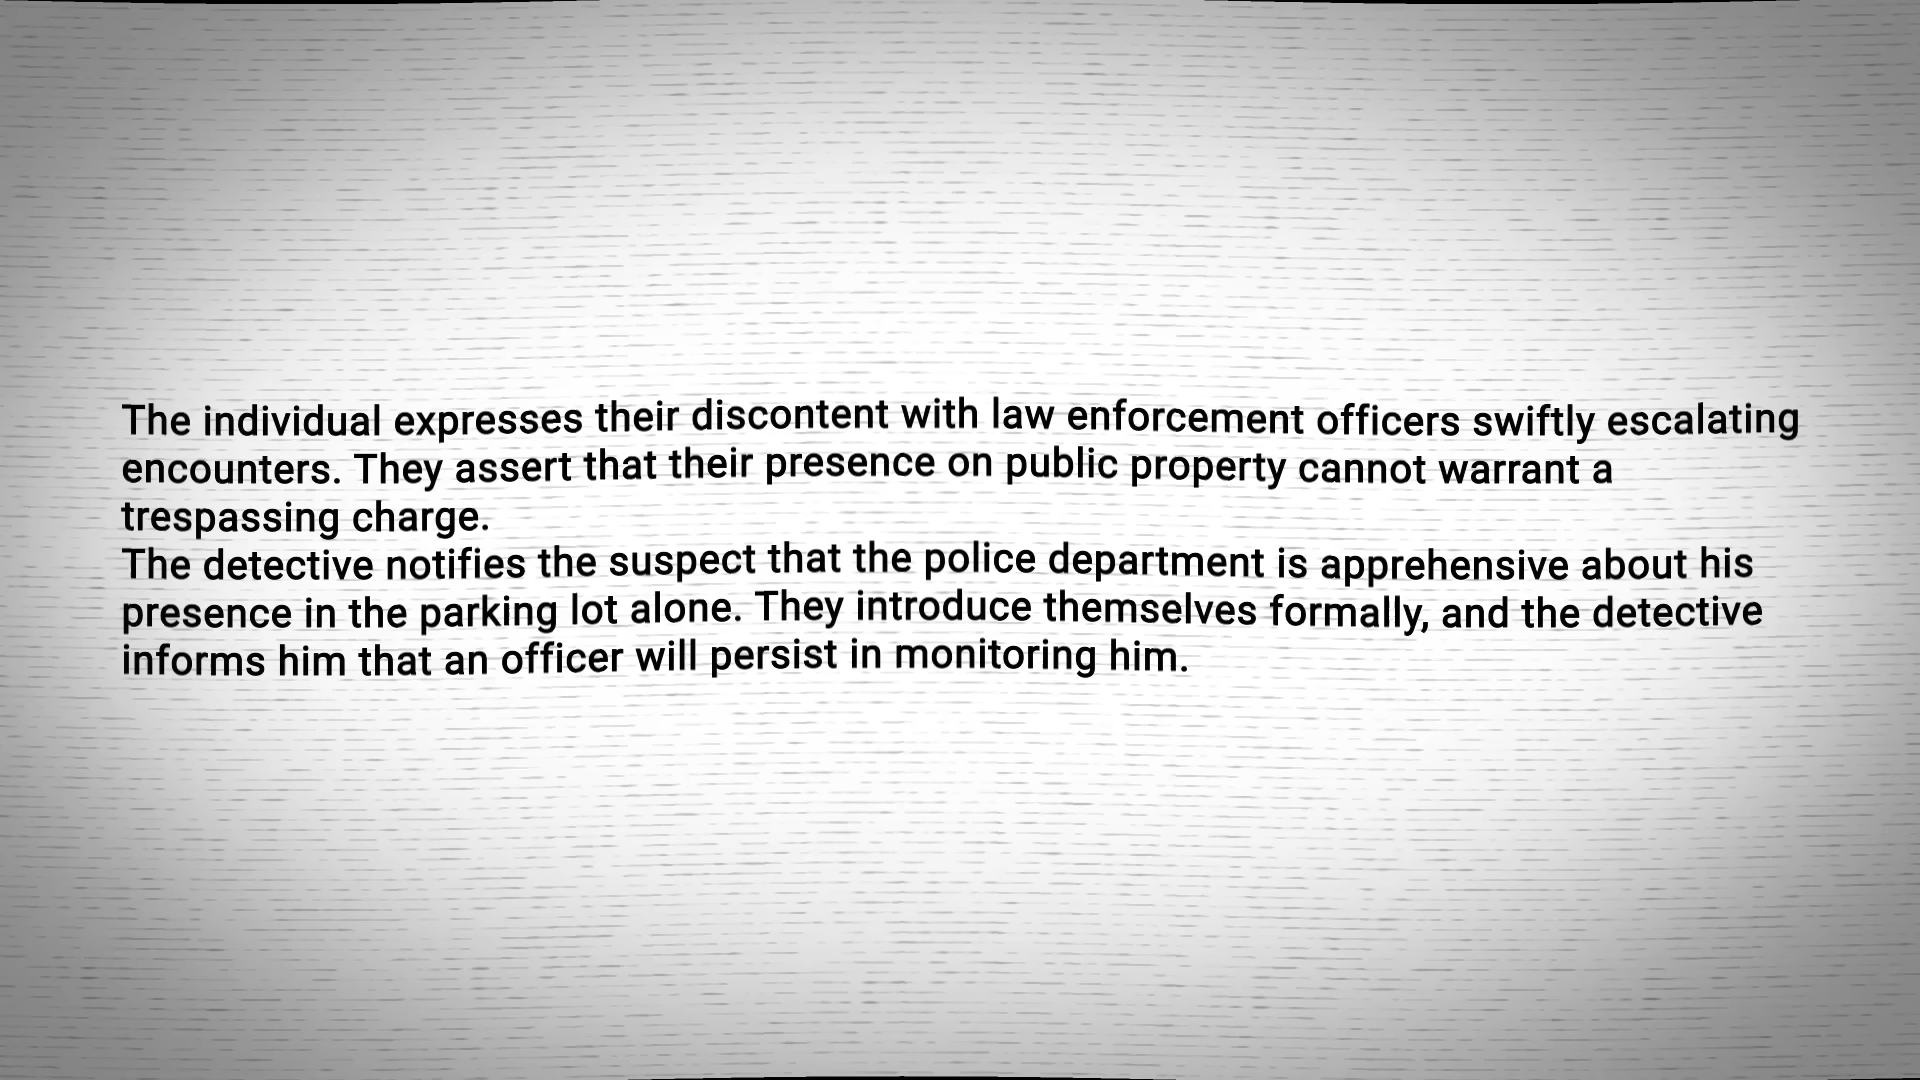 The individual expresses their discontent with law enforcement officers swiftly escalating
encounters. They assert that their presence on public property cannot warrant a
trespassing charge.
The detective notifies the suspect that the police department is apprehensive about his
presence in the parking lot alone. They introduce themselves formally, and the detective
informs him that an officer will persist in monitoring him.